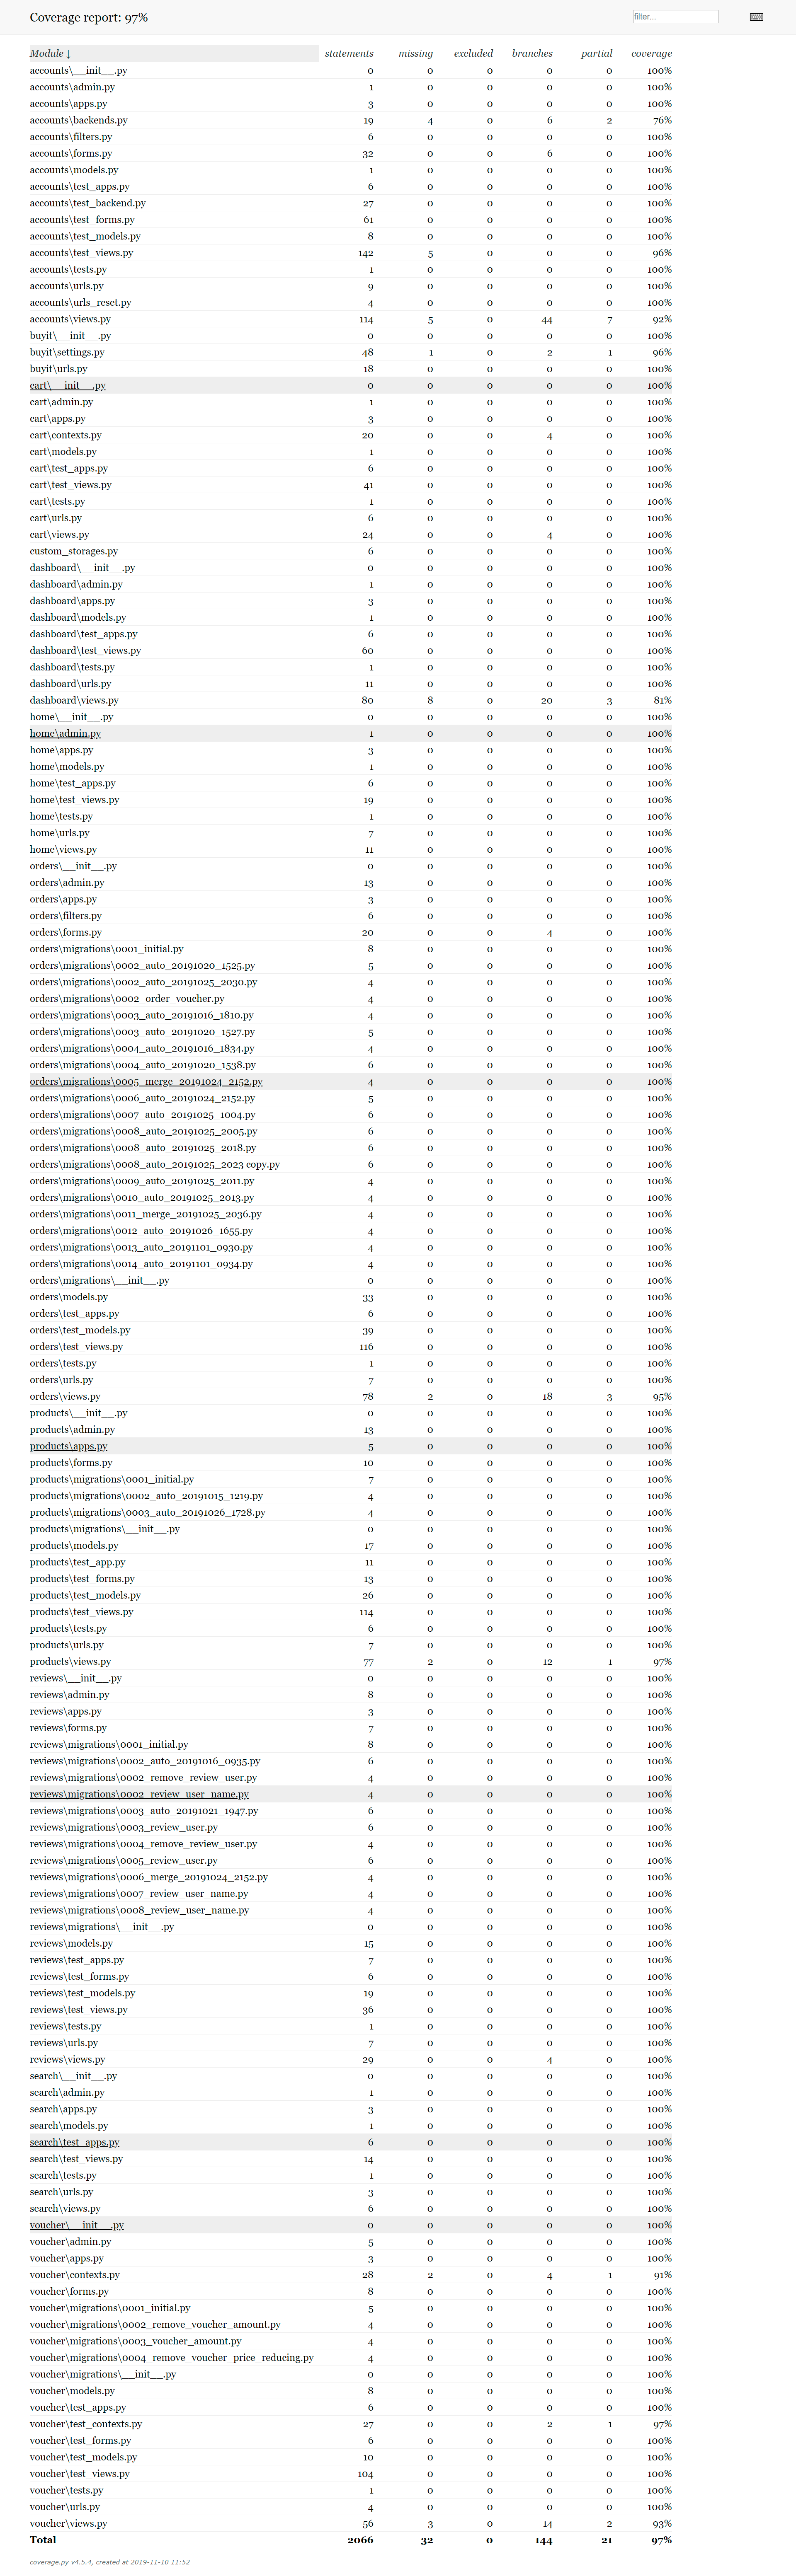 Coverage report: 97%
filter...
Module ↓ statements missing excluded branches partial coverage
accounts\__init__.py 0 0 0 0 0 100%
accounts\admin.py 1 0 0 0 0 100%
accounts\apps.py 3 0 0 0 0 100%
accounts\backends.py 19 4 0 6 2 76%
accounts\filters.py 6 0 0 0 0 100%
accounts\forms.py 32 0 0 6 0 100%
accounts\models.py 1 0 0 0 0 100%
accounts\test_apps.py 6 0 0 0 0 100%
accounts\test_backend.py 27 0 0 0 0 100%
accounts\test_forms.py 61 0 0 0 0 100%
accounts\test_models.py 8 0 0 0 0 100%
accounts\test_views.py 142 5 0 0 0 96%
accounts\tests.py 1 0 0 0 0 100%
accounts\urls.py 9 0 0 0 0 100%
accounts\urls_reset.py 4 0 0 0 0 100%
accounts\views.py 114 5 0 44 7 92%
buyit\__init__.py 0 0 0 0 0 100%
buyit\settings.py 48 1 0 2 1 96%
buyit\urls.py 18 0 0 0 0 100%
cart\__init__.py 0 0 0 0 0 100%
cart\admin.py 1 0 0 0 0 100%
cart\apps.py 3 0 0 0 0 100%
cart\contexts.py 20 0 0 4 0 100%
cart\models.py 1 0 0 0 0 100%
cart\test_apps.py 6 0 0 0 0 100%
cart\test_views.py 41 0 0 0 0 100%
cart\tests.py 1 0 0 0 0 100%
cart\urls.py 6 0 0 0 0 100%
cart\views.py 24 0 0 4 0 100%
custom_storages.py 6 0 0 0 0 100%
dashboard\__init__.py 0 0 0 0 0 100%
dashboard\admin.py 1 0 0 0 0 100%
dashboard\apps.py 3 0 0 0 0 100%
dashboard\models.py 1 0 0 0 0 100%
dashboard\test_apps.py 6 0 0 0 0 100%
dashboard\test_views.py 60 0 0 0 0 100%
dashboard\tests.py 1 0 0 0 0 100%
dashboard\urls.py 11 0 0 0 0 100%
dashboard\views.py 80 8 0 20 3 81%
home\__init__.py 0 0 0 0 0 100%
home\admin.py 1 0 0 0 0 100%
home\apps.py 3 0 0 0 0 100%
home\models.py 1 0 0 0 0 100%
home\test_apps.py 6 0 0 0 0 100%
home\test_views.py 19 0 0 0 0 100%
home\tests.py 1 0 0 0 0 100%
home\urls.py 7 0 0 0 0 100%
home\views.py 11 0 0 0 0 100%
orders\__init__.py 0 0 0 0 0 100%
orders\admin.py 13 0 0 0 0 100%
orders\apps.py 3 0 0 0 0 100%
orders\filters.py 6 0 0 0 0 100%
orders\forms.py 20 0 0 4 0 100%
orders\migrations\0001_initial.py 8 0 0 0 0 100%
orders\migrations\0002_auto_20191020_1525.py 5 0 0 0 0 100%
orders\migrations\0002_auto_20191025_2030.py 4 0 0 0 0 100%
orders\migrations\0002_order_voucher.py 4 0 0 0 0 100%
orders\migrations\0003_auto_20191016_1810.py 4 0 0 0 0 100%
orders\migrations\0003_auto_20191020_1527.py 5 0 0 0 0 100%
orders\migrations\0004_auto_20191016_1834.py 4 0 0 0 0 100%
orders\migrations\0004_auto_20191020_1538.py 6 0 0 0 0 100%
orders\migrations\0005_merge_20191024_2152.py 4 0 0 0 0 100%
orders\migrations\0006_auto_20191024_2152.py 5 0 0 0 0 100%
orders\migrations\0007_auto_20191025_1004.py 6 0 0 0 0 100%
orders\migrations\0008_auto_20191025_2005.py 6 0 0 0 0 100%
orders\migrations\0008_auto_20191025_2018.py 6 0 0 0 0 100%
orders\migrations\0008_auto_20191025_2023 copy.py 6 0 0 0 0 100%
orders\migrations\0009_auto_20191025_2011.py 4 0 0 0 0 100%
orders\migrations\0010_auto_20191025_2013.py 4 0 0 0 0 100%
orders\migrations\0011_merge_20191025_2036.py 4 0 0 0 0 100%
orders\migrations\0012_auto_20191026_1655.py 4 0 0 0 0 100%
orders\migrations\0013_auto_20191101_0930.py 4 0 0 0 0 100%
orders\migrations\0014_auto_20191101_0934.py 4 0 0 0 0 100%
orders\migrations\__init__.py 0 0 0 0 0 100%
orders\models.py 33 0 0 0 0 100%
orders\test_apps.py 6 0 0 0 0 100%
orders\test_models.py 39 0 0 0 0 100%
orders\test_views.py 116 0 0 0 0 100%
orders\tests.py 1 0 0 0 0 100%
orders\urls.py 7 0 0 0 0 100%
orders\views.py 78 2 0 18 3 95%
products\__init__.py 0 0 0 0 0 100%
products\admin.py 13 0 0 0 0 100%
products\apps.py 5 0 0 0 0 100%
products\forms.py 10 0 0 0 0 100%
products\migrations\0001_initial.py 7 0 0 0 0 100%
products\migrations\0002_auto_20191015_1219.py 4 0 0 0 0 100%
products\migrations\0003_auto_20191026_1728.py 4 0 0 0 0 100%
products\migrations\__init__.py 0 0 0 0 0 100%
products\models.py 17 0 0 0 0 100%
products\test_app.py 11 0 0 0 0 100%
products\test_forms.py 13 0 0 0 0 100%
products\test_models.py 26 0 0 0 0 100%
products\test_views.py 114 0 0 0 0 100%
products\tests.py 6 0 0 0 0 100%
products\urls.py 7 0 0 0 0 100%
products\views.py 77 2 0 12 1 97%
reviews\__init__.py 0 0 0 0 0 100%
reviews\admin.py 8 0 0 0 0 100%
reviews\apps.py 3 0 0 0 0 100%
reviews\forms.py 7 0 0 0 0 100%
reviews\migrations\0001_initial.py 8 0 0 0 0 100%
reviews\migrations\0002_auto_20191016_0935.py 6 0 0 0 0 100%
reviews\migrations\0002_remove_review_user.py 4 0 0 0 0 100%
reviews\migrations\0002_review_user_name.py 4 0 0 0 0 100%
reviews\migrations\0003_auto_20191021_1947.py 6 0 0 0 0 100%
reviews\migrations\0003_review_user.py 6 0 0 0 0 100%
reviews\migrations\0004_remove_review_user.py 4 0 0 0 0 100%
reviews\migrations\0005_review_user.py 6 0 0 0 0 100%
reviews\migrations\0006_merge_20191024_2152.py 4 0 0 0 0 100%
reviews\migrations\0007_review_user_name.py 4 0 0 0 0 100%
reviews\migrations\0008_review_user_name.py 4 0 0 0 0 100%
reviews\migrations\__init__.py 0 0 0 0 0 100%
reviews\models.py 15 0 0 0 0 100%
reviews\test_apps.py 7 0 0 0 0 100%
reviews\test_forms.py 6 0 0 0 0 100%
reviews\test_models.py 19 0 0 0 0 100%
reviews\test_views.py 36 0 0 0 0 100%
reviews\tests.py 1 0 0 0 0 100%
reviews\urls.py 7 0 0 0 0 100%
reviews\views.py 29 0 0 4 0 100%
search\__init__.py 0 0 0 0 0 100%
search\admin.py 1 0 0 0 0 100%
search\apps.py 3 0 0 0 0 100%
search\models.py 1 0 0 0 0 100%
search\test_apps.py 6 0 0 0 0 100%
search\test_views.py 14 0 0 0 0 100%
search\tests.py 1 0 0 0 0 100%
search\urls.py 3 0 0 0 0 100%
search\views.py 6 0 0 0 0 100%
voucher\__init__.py 0 0 0 0 0 100%
voucher\admin.py 5 0 0 0 0 100%
voucher\apps.py 3 0 0 0 0 100%
voucher\contexts.py 28 2 0 4 1 91%
voucher\forms.py 8 0 0 0 0 100%
voucher\migrations\0001_initial.py 5 0 0 0 0 100%
voucher\migrations\0002_remove_voucher_amount.py 4 0 0 0 0 100%
voucher\migrations\0003_voucher_amount.py 4 0 0 0 0 100%
voucher\migrations\0004_remove_voucher_price_reducing.py 4 0 0 0 0 100%
voucher\migrations\__init__.py 0 0 0 0 0 100%
voucher\models.py 8 0 0 0 0 100%
voucher\test_apps.py 6 0 0 0 0 100%
voucher\test_contexts.py 27 0 0 2 1 97%
voucher\test_forms.py 6 0 0 0 0 100%
voucher\test_models.py 10 0 0 0 0 100%
voucher\test_views.py 104 0 0 0 0 100%
voucher\tests.py 1 0 0 0 0 100%
voucher\urls.py 4 0 0 0 0 100%
voucher\views.py 56 3 0 14 2 93%
Total 2066 32 0 144 21 97%
coverage.py v4.5.4, created at 2019-11-10 11:52